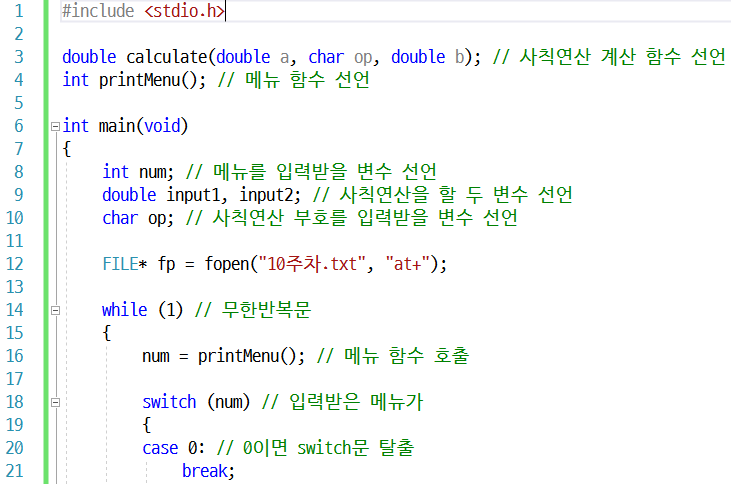 1 #include <stdio.h>
2
3 double calculate(double a, char op, double b); // 사칙연산 계산 함수 선언
4 int printMenu(); // 메뉴 함수 선언
5
6 int main(void)
7 {
8 int num; // 메뉴를 입력받을 변수 선언
9 double input1, input2; // 사칙연산을 할 두 변수 선언
10 char op; // 사칙연산 부호를 입력받을 변수 선언
11
12 FILE* fp = fopen("10주차.txt", "at+");
13
14 while (1) // 무한반복문
15 {
16 num = printMenu(); // 메뉴 함수 호출
17
18 switch (num) // 입력받은 메뉴가
19 {
20 case 0: // 0이면 switch문 탈출
21 break;